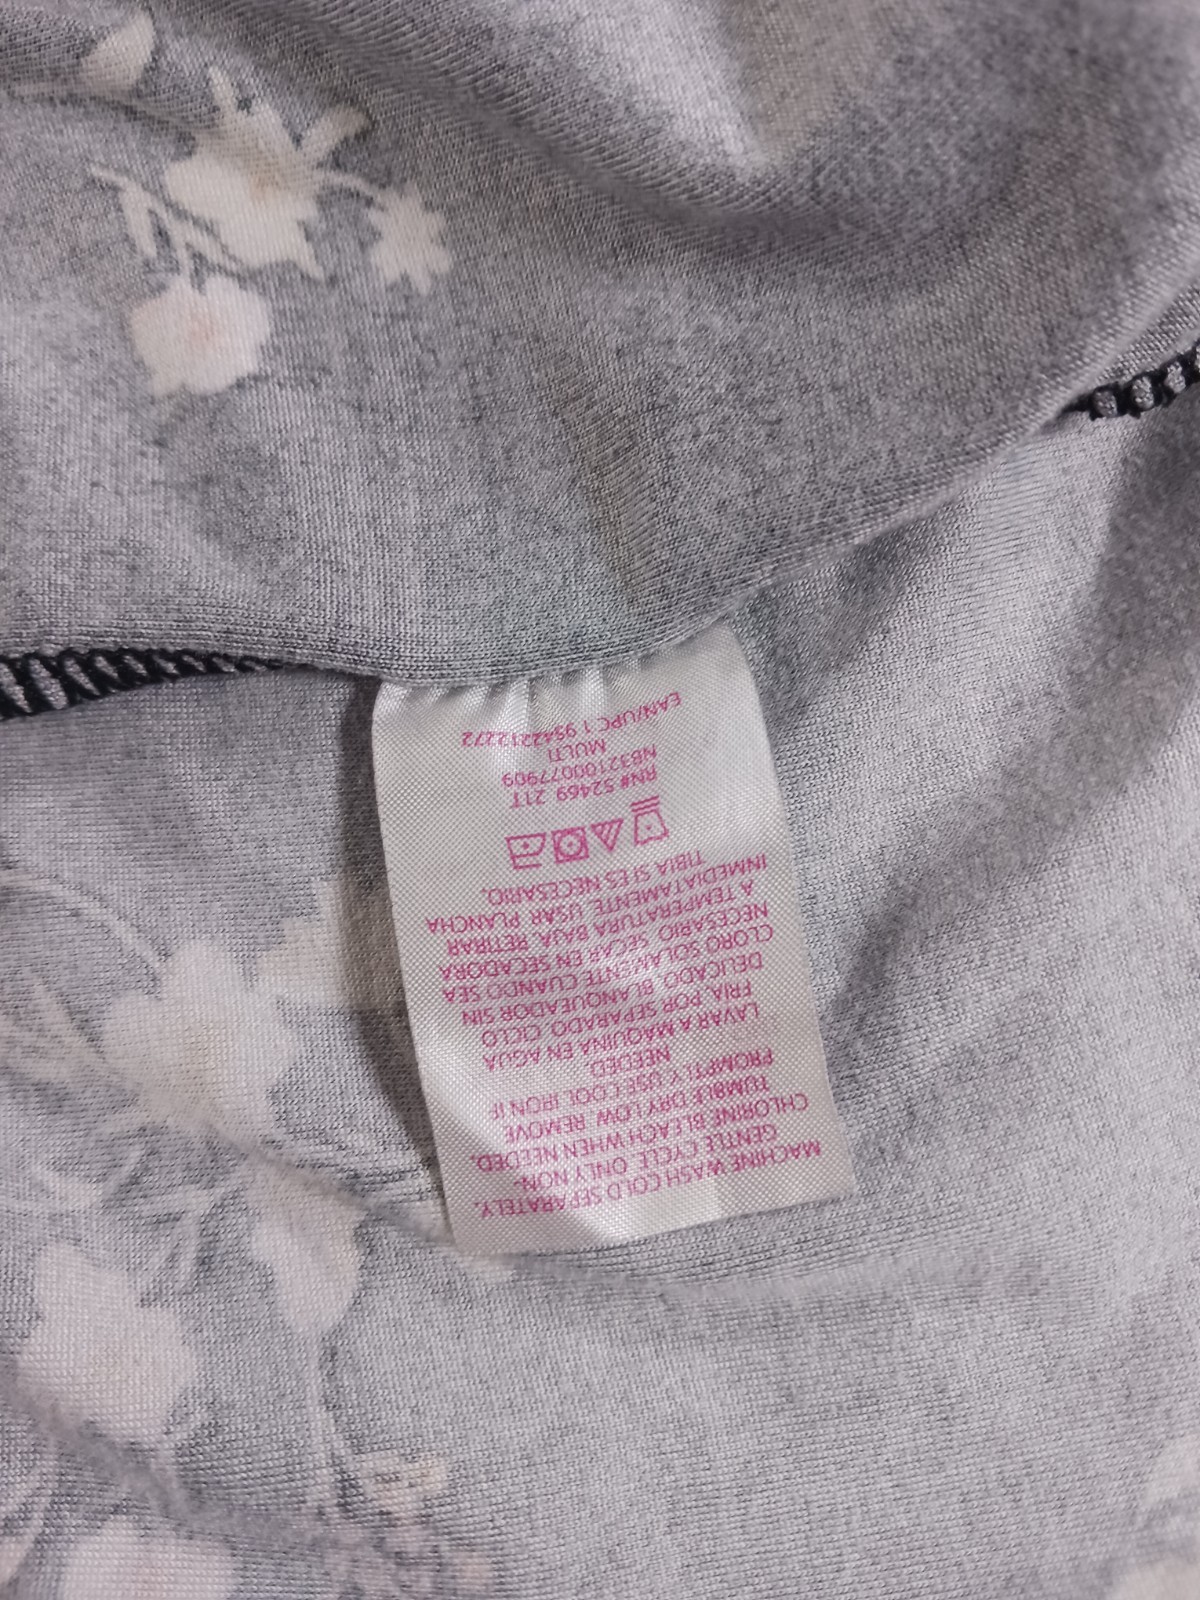 MACHINE WASH COLD SEPARATELY.
GENTLE CYCLE. ONLY NON-
CHLORINE BLEACH WHEN NEEDED.
TUMBLE DRY LOW. REMOVE
PROMPTLY. USE COOL IRON IF
NEEDED.
LAVAR A MAQUINA EN AGUA
FRIA, POR SEPARADO. CICLO
DELICADO. BLANQUEADOR SIN
CLORO SOLAMENTE CUANDO SEA
NECESARIO. SECAR EN SECADORA
A TEMPERATURA BAJA. RETIRAR
INMEDIATAMENTE. USAR PLANCHA
TIBIA SI ES NECESARIO.
RN# 52469 21T
NB32100077909
MULTI
EAN/UPC 1 9542212272